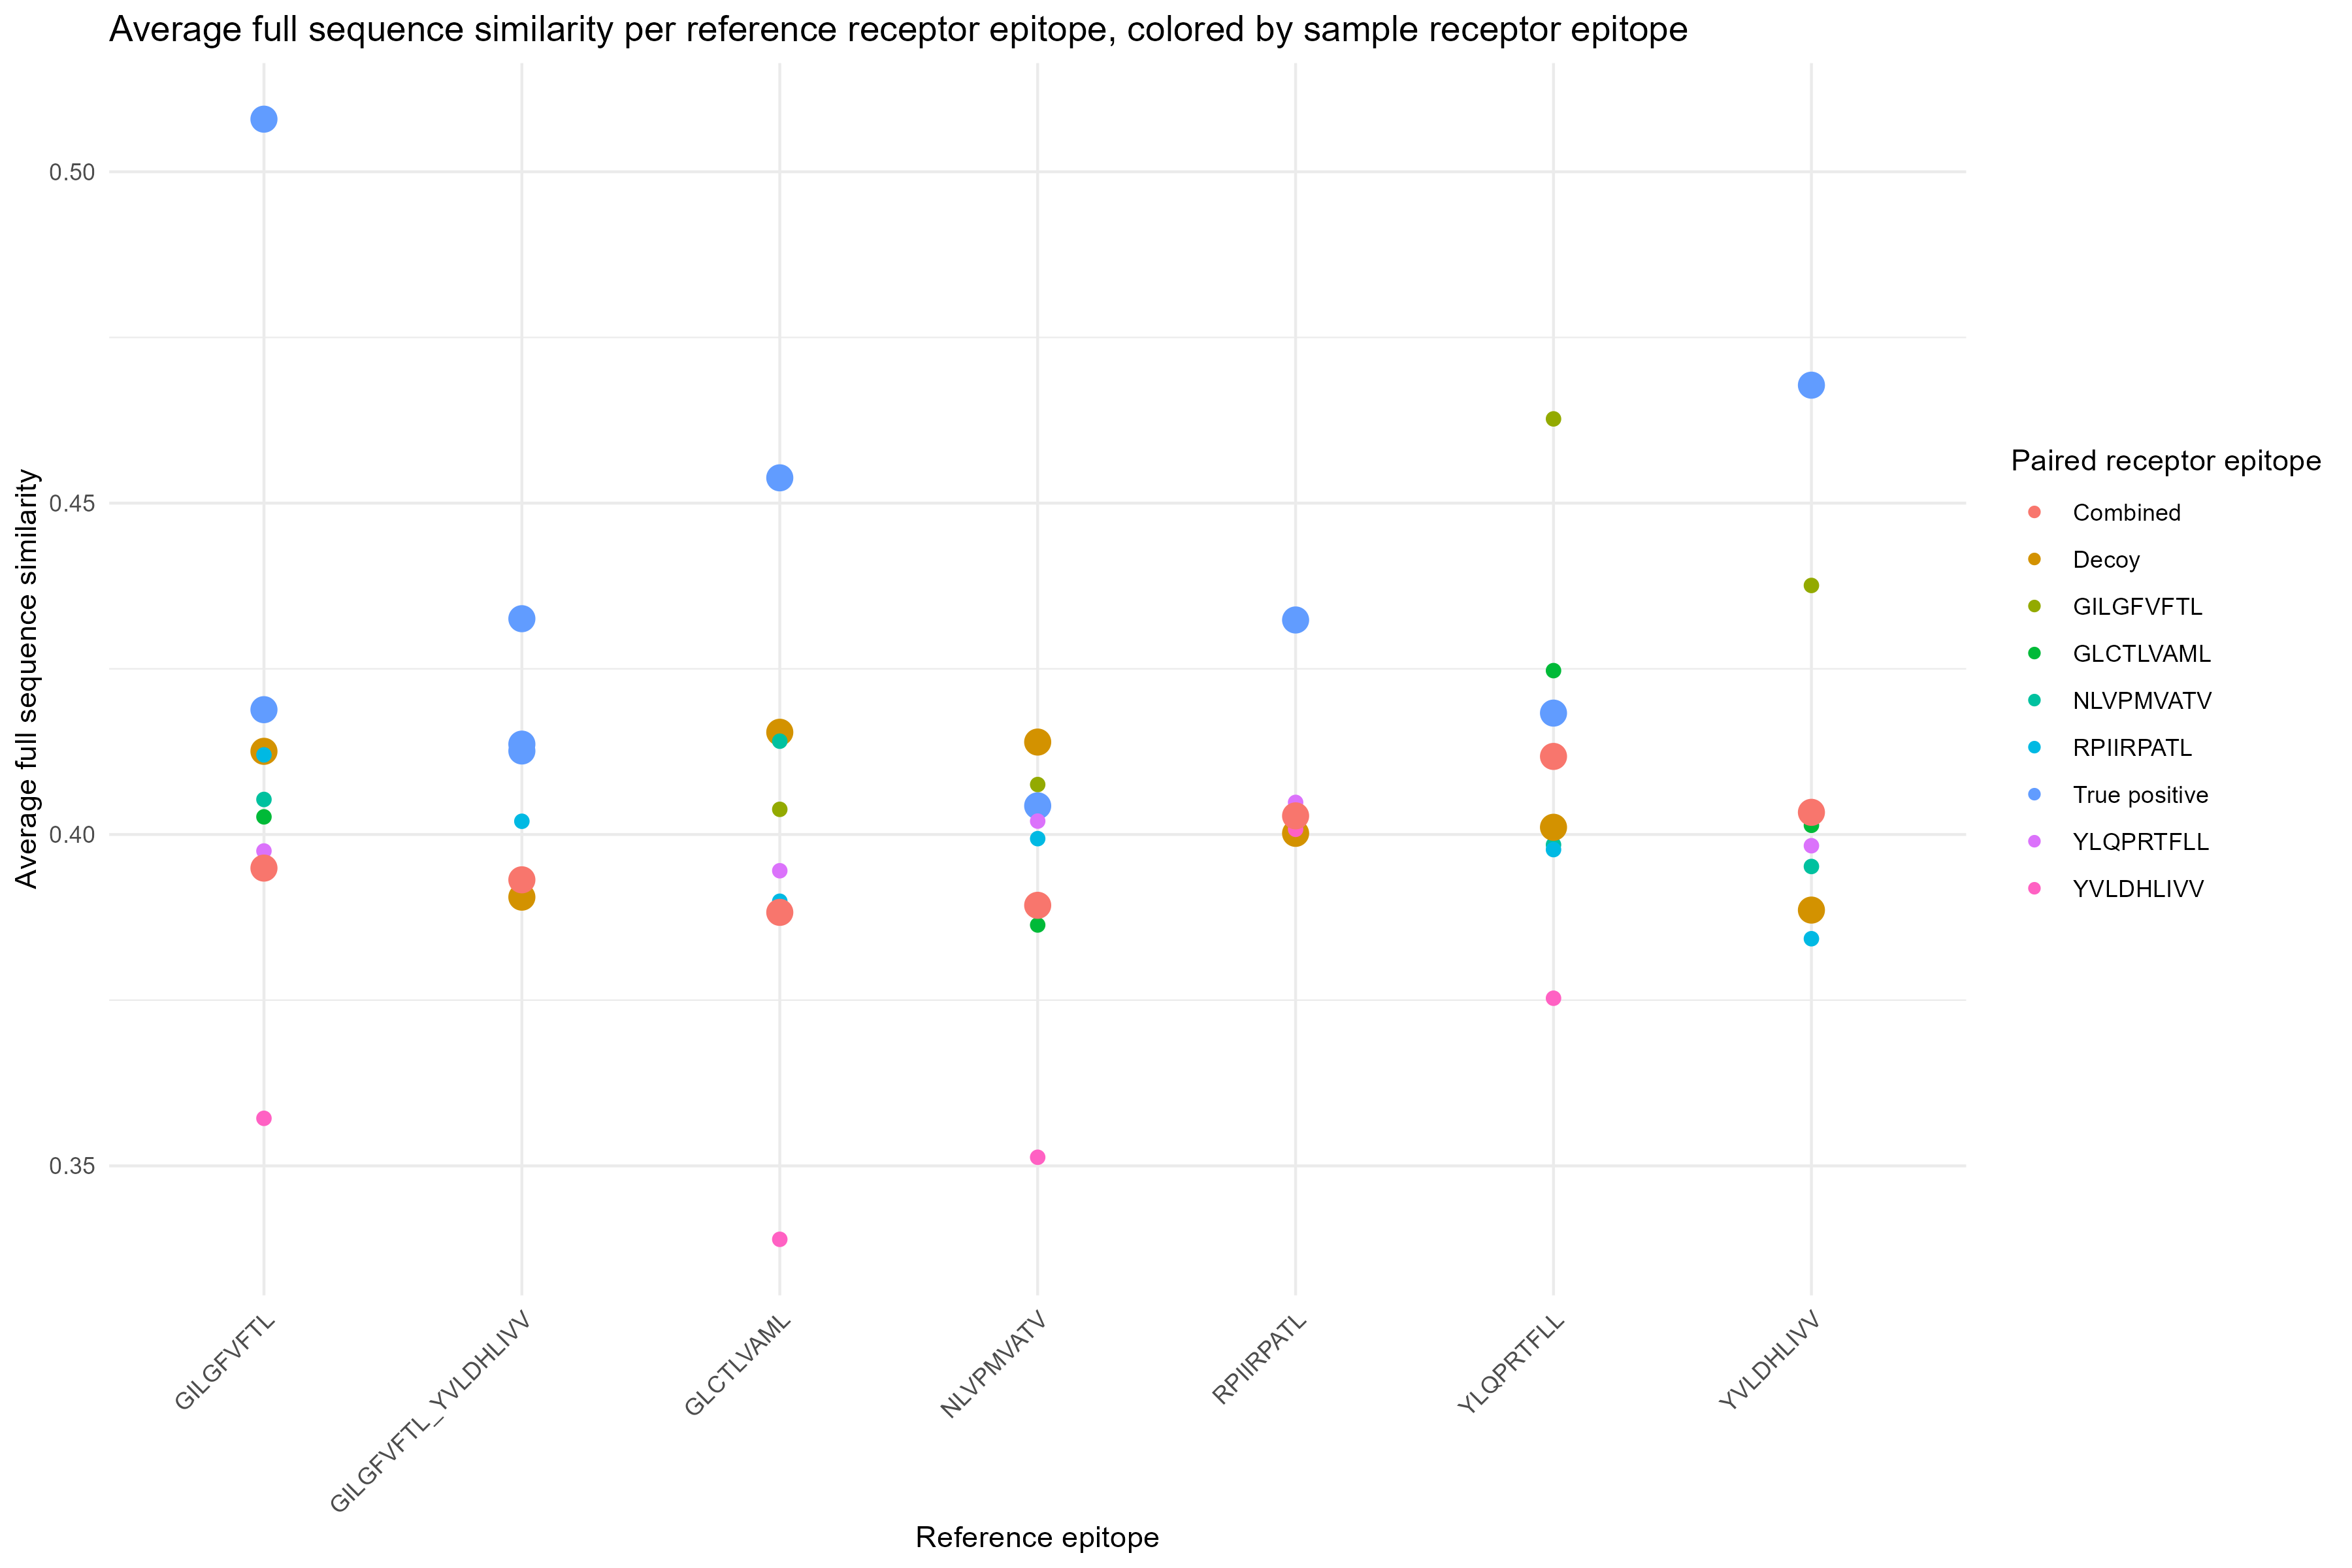 Average full sequence similarity per reference receptor epitope, colored by sample receptor epitope
Average full sequence similarity
0.50
0.45
0.40
0.35
GILGFVFTL
GILGFVFTL_YVLDHLIVV
GLCTLVAML
NLVPMVATV
RPIIRPATL
YLQPRTFLL
YVLDHLIVV
Reference epitope
Paired receptor epitope
Combined
Decoy
GILGFVFTL
GLCTLVAML
NLVPMVATV
RPIIRPATL
True positive
YLQPRTFLL
YVLDHLIVV